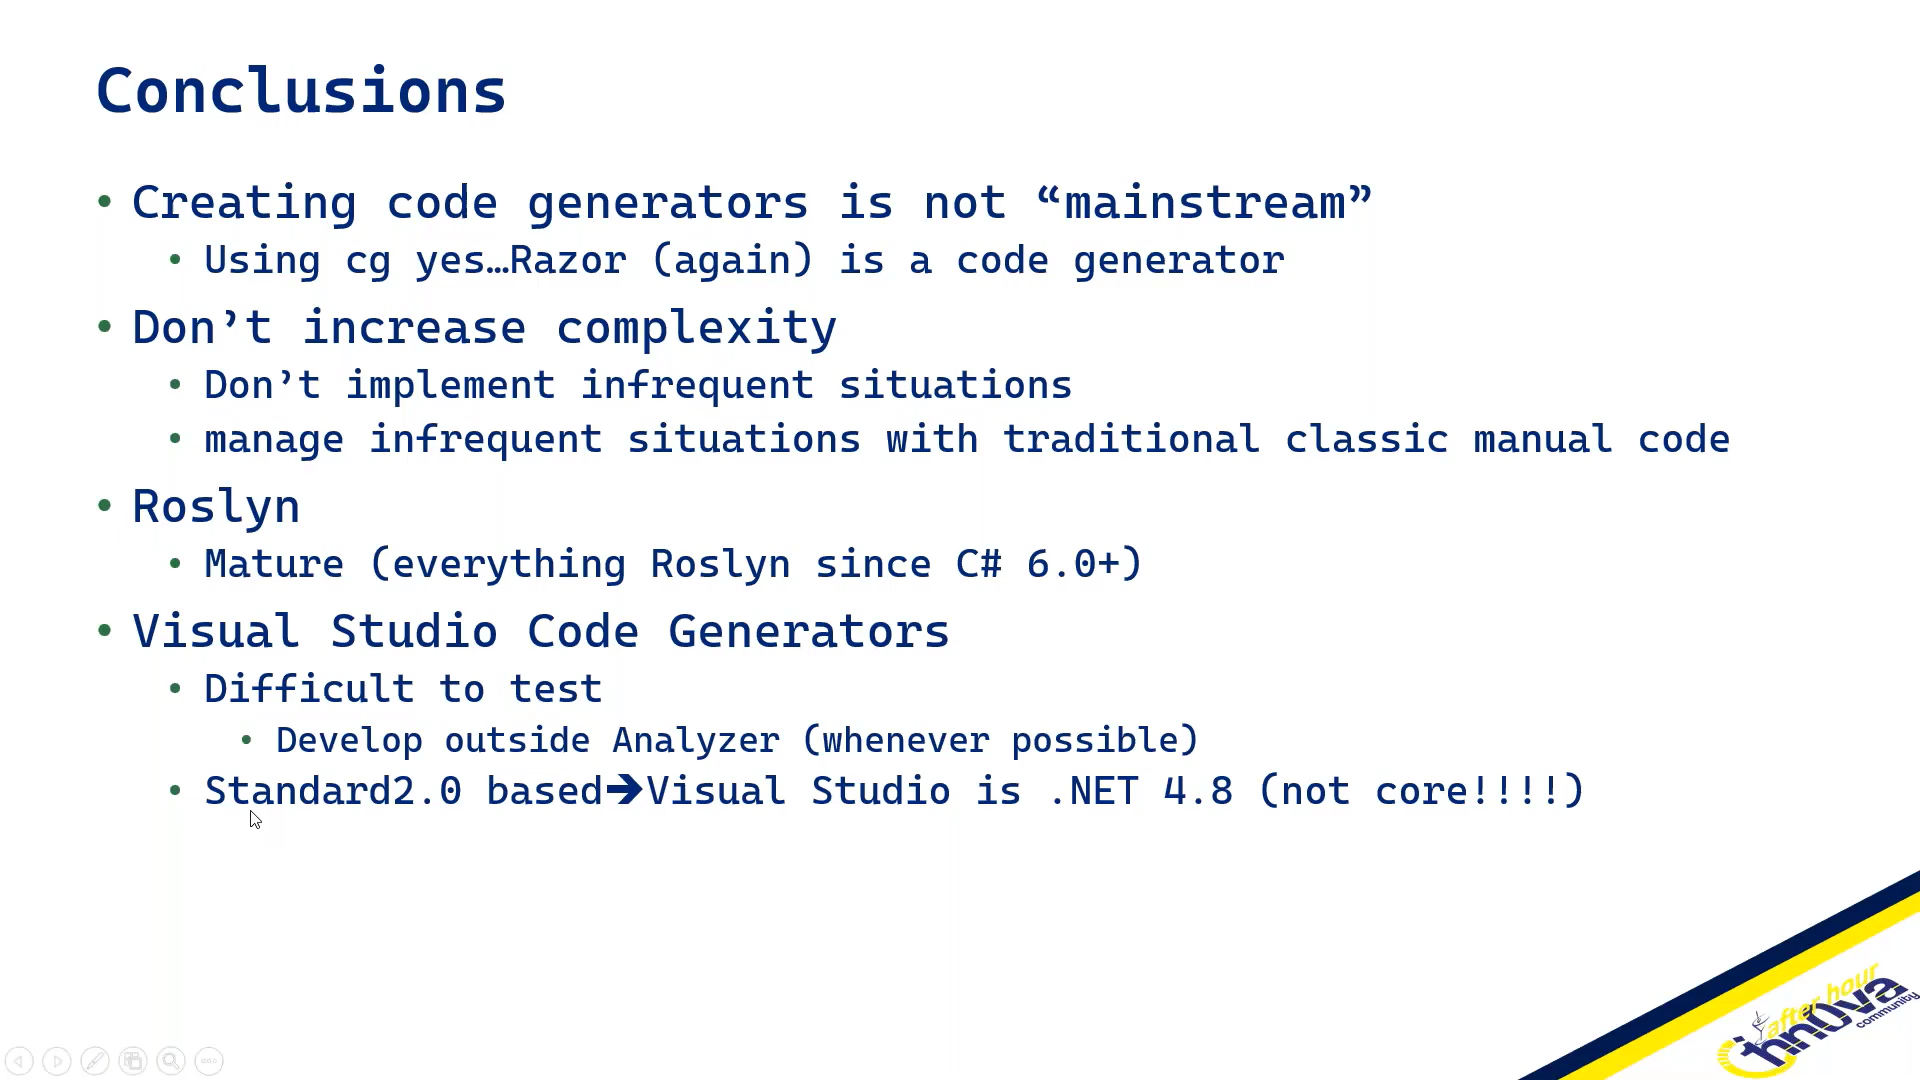 Conclusions
• Creating code generators is not “mainstream”
• Using cg yes…Razor (again) is a code generator
• Don’t increase complexity
• Don’t implement infrequent situations
• manage infrequent situations with traditional classic manual code
• Roslyn
• Mature (everything Roslyn since C# 6.0+)
• Visual Studio Code Generators
• Difficult to test
• Develop outside Analyzer (whenever possible)
• Standard2.0 based➔Visual Studio is .NET 4.8 (not core!!!!)
after hour
inn0va
community